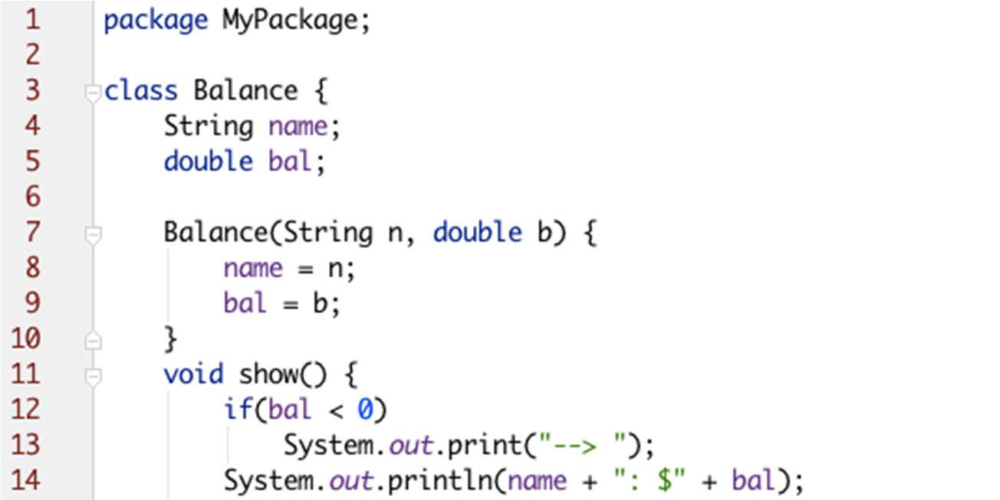 1 package MyPackage;
2
3 class Balance {
4 String name;
5 double bal;
6
7 Balance(String n, double b) {
8 name = n;
9 bal = b;
10 }
11 void show() {
12 if(bal < 0)
13 System.out.print("--> ");
14 System.out.println(name + ": $" + bal);